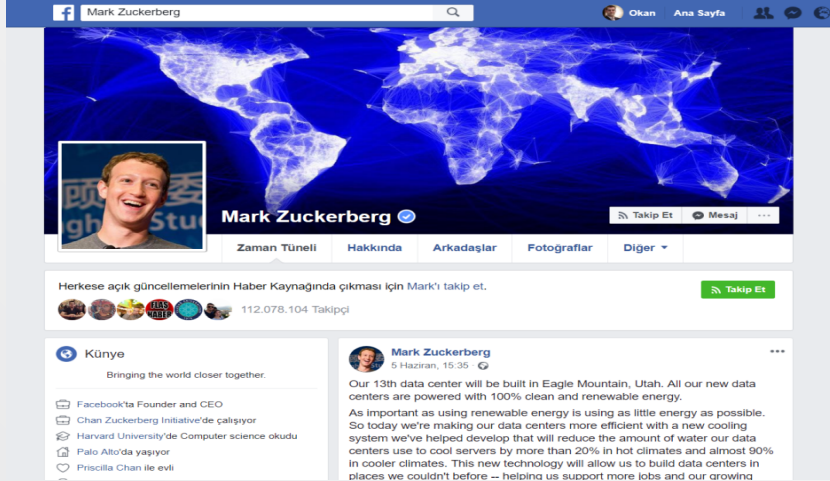 f Mark Zuckerberg
Okan Ana Sayfa
Mark Zuckerberg
Takip Et Mesaj ...
Zaman Tüneli Hakkında Arkadaşlar Fotoğraflar Diğer
Herkese açık güncellemelerinin Haber Kaynağında çıkması için Mark'ı takip et.
Takip Et
FLAŞ
HABER
112.078.104 Takipçi
Künye
Bringing the world closer together.
Facebook'ta Founder and CEO
Chan Zuckerberg Initiative'de çalışıyor
Harvard University'de Computer science okudu
Palo Alto'da yaşıyor
Priscilla Chan ile evli
Mark Zuckerberg
5 Haziran, 15:35 ·
Our 13th data center will be built in Eagle Mountain, Utah. All our new data
centers are powered with 100% clean and renewable energy.
As important as using renewable energy is using as little energy as possible.
So today we're making our data centers more efficient with a new cooling
system we've helped develop that will reduce the amount of water our data
centers use to cool servers by more than 20% in hot climates and almost 90%
in cooler climates. This new technology will allow us to build data centers in
places we couldn't before -- helping us support more jobs and our growing